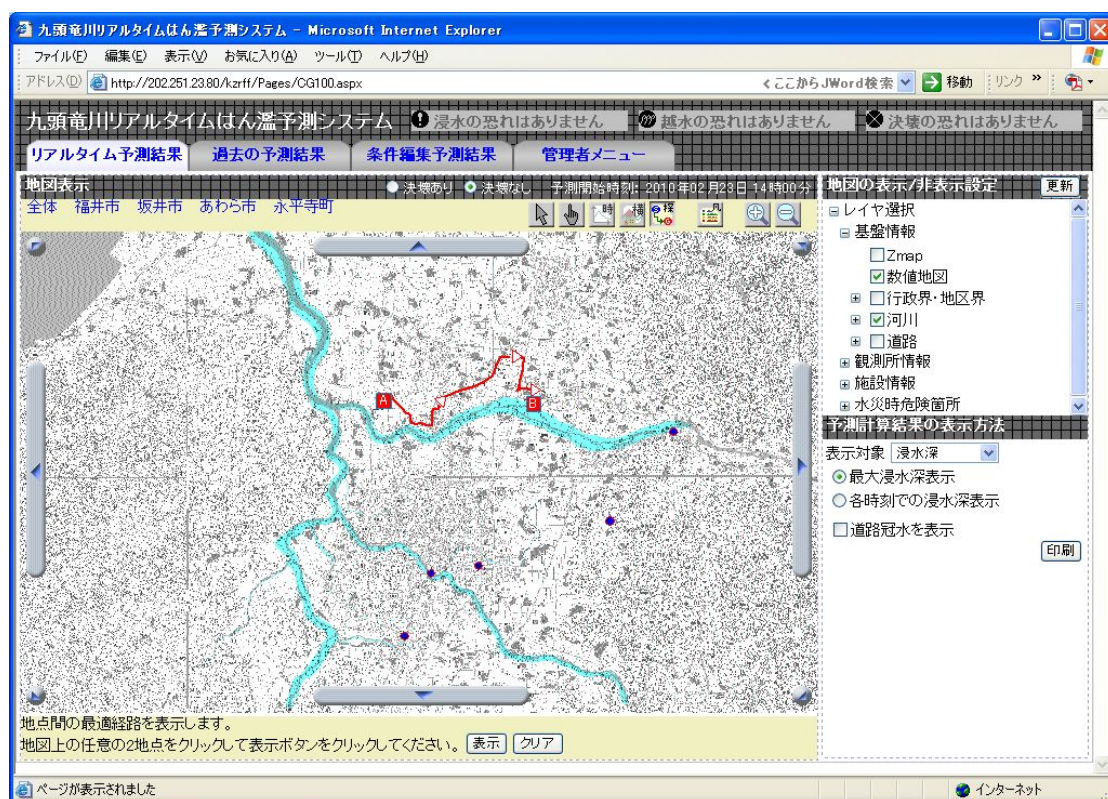 九頭竜川リアルタイムはん濫予測システム - Microsoft Internet Explorer
ファイル(F) 編集(E) 表示(V) お気に入り(A) ツール(T) ヘルプ(H)
アドレス(D) http://202.251.23.80/kzrff/Pages/CG100.aspx ここからJWord検索 移動 リンク »
九頭竜川リアルタイムはん濫予測システム 浸水の恐れはありません 越水の恐れはありません 決壊の恐れはありません
リアルタイム予測結果 過去の予測結果 条件編集予測結果 管理者メニュー
地図表示 決壊あり 決壊なし 予測開始時刻: 2010年02月23日 14時00分
全体 福井市 坂井市 あわら市 永平寺町
時 横
A
B
地点間の最適経路を表示します。
地図上の任意の2地点をクリックして表示ボタンをクリックしてください。 表示 クリア
地図の表示/非表示設定 更新
レイヤ選択
基盤情報
Zmap
数値地図
行政界・地区界
河川
道路
観測所情報
施設情報
水災時危険箇所
予測計算結果の表示方法
表示対象 浸水深
最大浸水深表示
各時刻での浸水深表示
道路冠水を表示
印刷
ページが表示されました インターネット